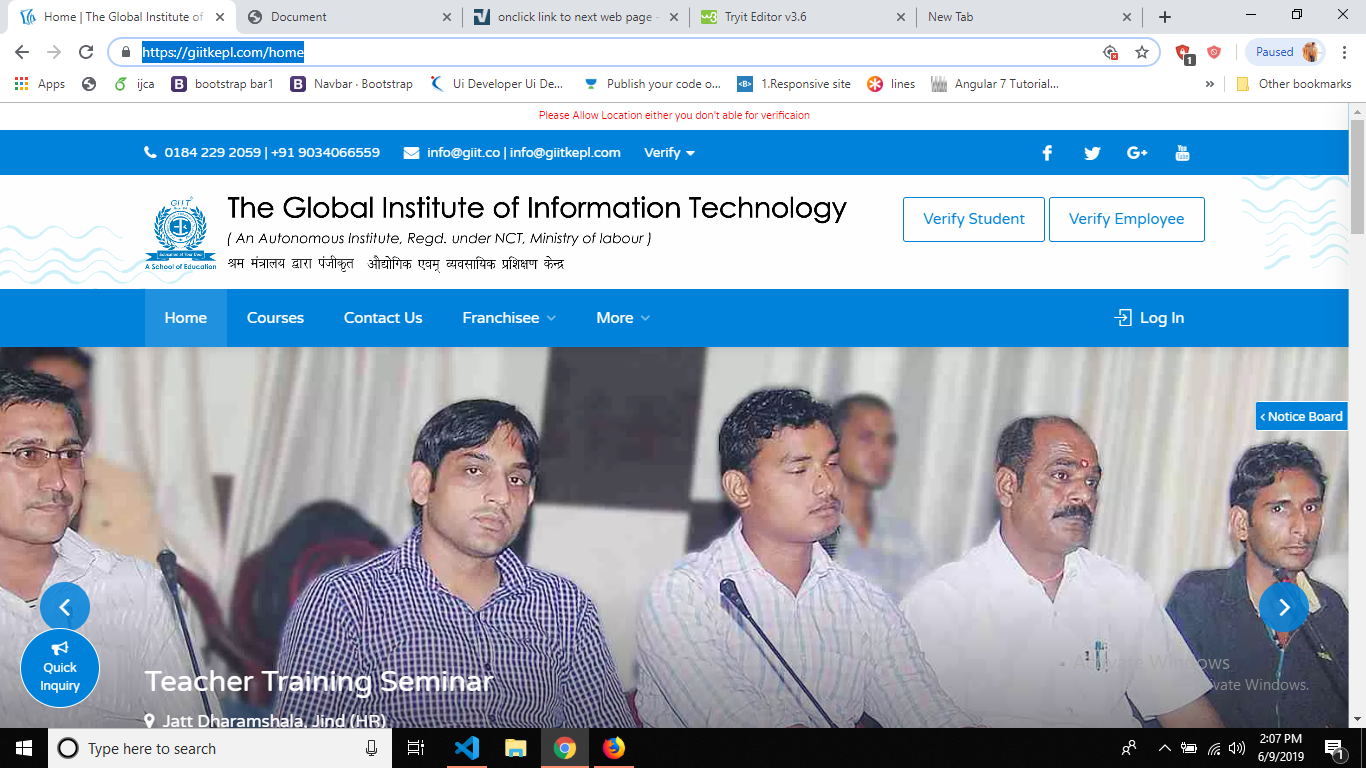 Home | The Global Institute of
Document
onclick link to next web page -
Tryit Editor v3.6
New Tab
https://giitkepl.com/home
Paused
1
Apps
ijca
bootstrap bar1
Navbar · Bootstrap
Ui Developer Ui De...
Publish your code o...
<B>
1.Responsive site
lines
Angular 7 Tutorial...
»
Other bookmarks
Please Allow Location either you don't able for verificaion
0184 229 2059 | +91 9034066559
info@giit.co | info@giitkepl.com
Verify
You Tube
GIIT
The Global Institute of Information Technology
( An Autonomous Institute, Regd. under NCT, Ministry of labour )
A School of Education
श्रम मंत्रालय द्वारा पंजीकृत औद्योगिक एवम् व्यवसायिक प्रशिक्षण केन्द्र
Verify Student
Verify Employee
Home
Courses
Contact Us
Franchisee
More
Log In
Notice Board
Quick
Inquiry
Teacher Training Seminar
Jatt Dharamshala, Jind (HR)
Activate Windows
vate Windows.
Type here to search
2:07 PM
6/9/2019
1